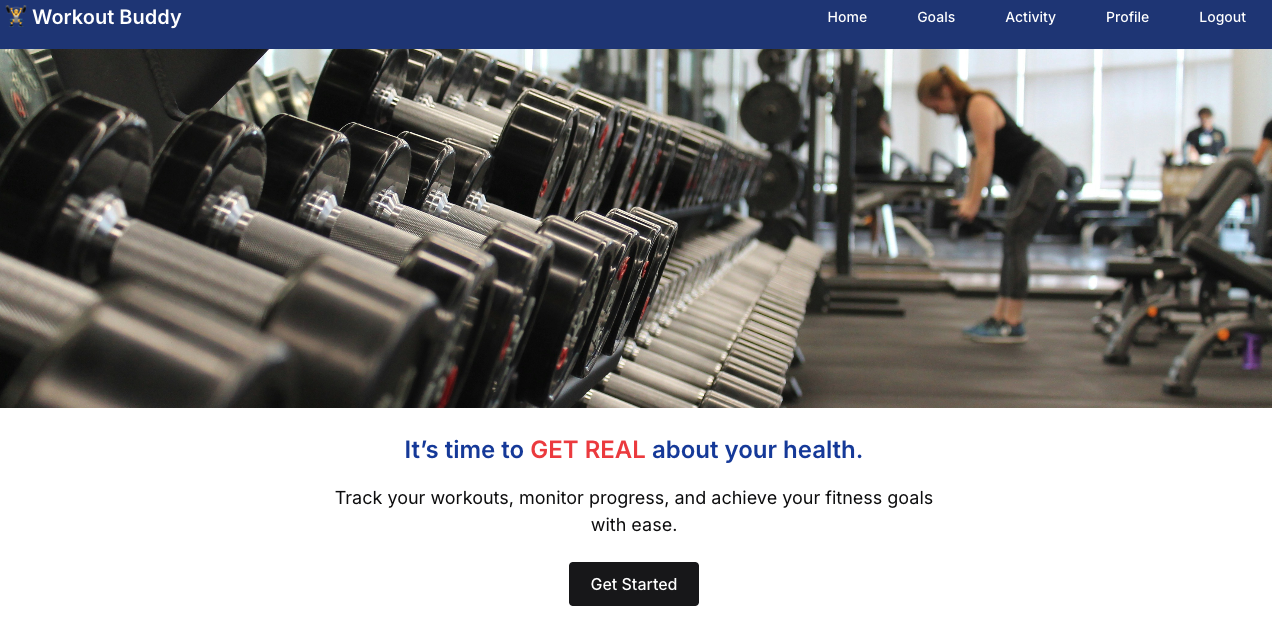 Workout Buddy
Home Goals Activity Profile Logout
It’s time to GET REAL about your health.
Track your workouts, monitor progress, and achieve your fitness goals
with ease.
Get Started